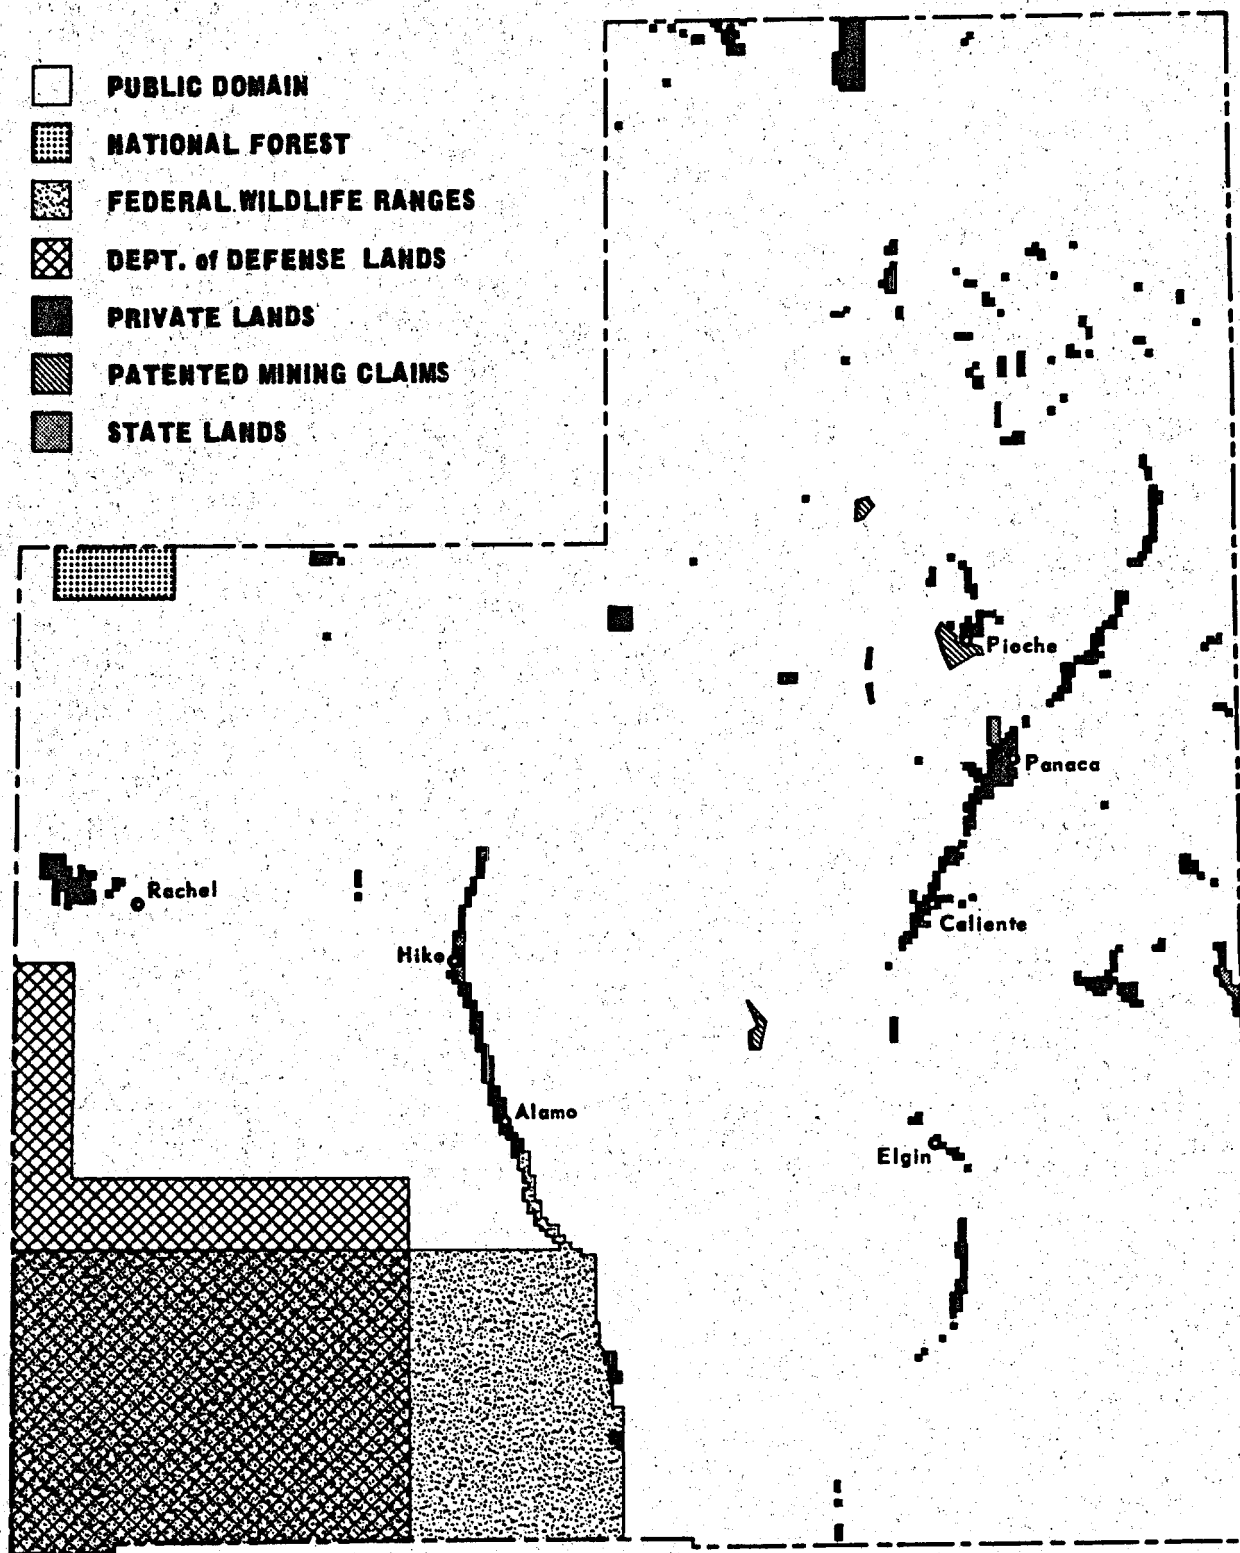 PUBLIC DOMAIN
NATIONAL FOREST
FEDERAL WILDLIFE RANGES
DEPT. of DEFENSE LANDS
PRIVATE LANDS
PATENTED MINING CLAIMS
STATE LANDS
Pioche
Panaca
Rachel
Caliente
Hiko
Alamo
Elgin